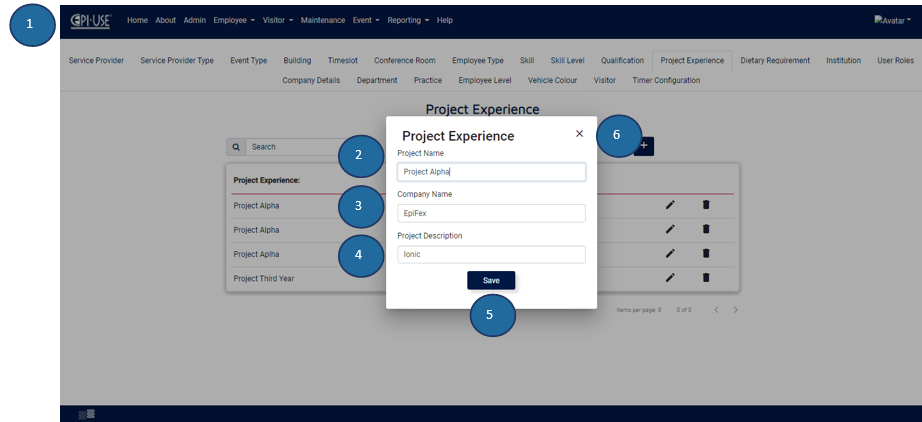 1
EPI-USE Home About Admin Employee Visitor Maintenance Event Reporting Help Avatar
Service Provider Service Provider Type Event Type Building Timeslot Conference Room Employee Type Skill Skill Level Qualification Project Experience Dietary Requirement Institution User Roles
Company Details Department Practice Employee Level Vehicle Colour Visitor Timer Configuration
Project Experience
Search
+
Project Experience:
Project Alpha
Project Alpha
Project Aplha
Project Third Year
Items per page 8 0 of 0
Project Experience ×
6
2
Project Name
Project Alpha
3
Company Name
EpiFex
4
Project Description
Ionic
Save
5